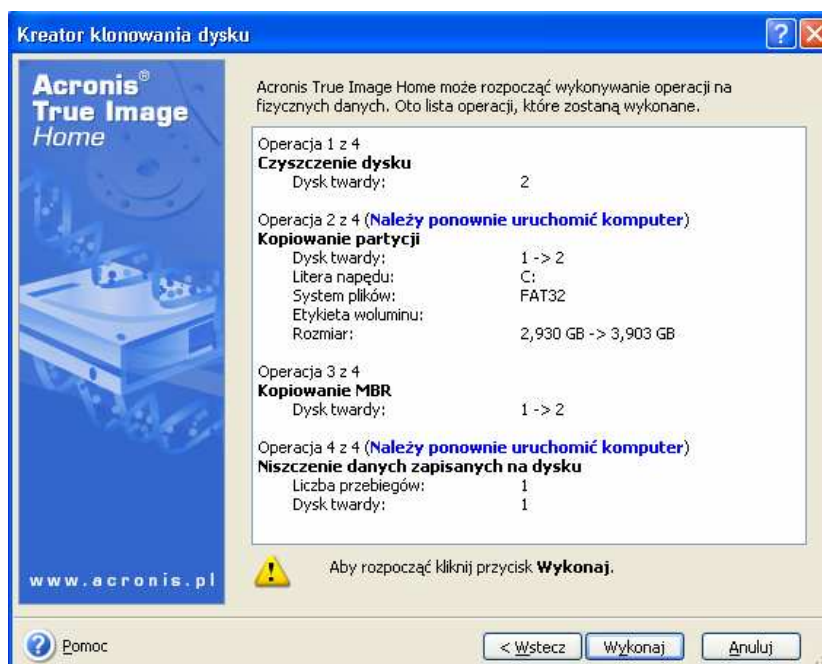 Kreator klonowania dysku
Acronis®
True Image
Home
Acronis True Image Home może rozpocząć wykonywanie operacji na
fizycznych danych. Oto lista operacji, które zostaną wykonane.
Operacja 1 z 4
Czyszczenie dysku
Dysk twardy: 2
Operacja 2 z 4 (Należy ponownie uruchomić komputer)
Kopiowanie partycji
Dysk twardy: 1 -> 2
Litera napędu: C:
System plików: FAT32
Etykieta woluminu:
Rozmiar: 2,930 GB -> 3,903 GB
Operacja 3 z 4
Kopiowanie MBR
Dysk twardy: 1 -> 2
Operacja 4 z 4 (Należy ponownie uruchomić komputer)
Niszczenie danych zapisanych na dysku
Liczba przebiegów: 1
Dysk twardy: 1
www.acronis.pl
Aby rozpocząć kliknij przycisk Wykonaj.
Pomoc
< Wstecz Wykonaj Anuluj